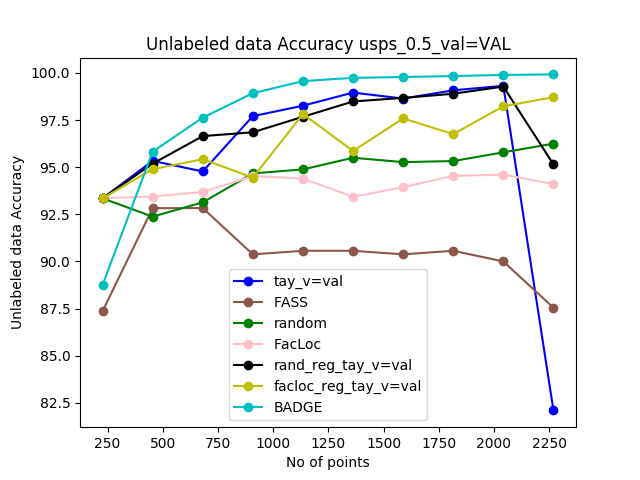 Unlabeled data Accuracy usps_0.5_val=VAL
100.0
97.5
95.0
92.5
90.0
87.5
85.0
82.5
Unlabeled data Accuracy
tay_v=val
FASS
random
FacLoc
rand_reg_tay_v=val
facloc_reg_tay_v=val
BADGE
250 500 750 1000 1250 1500 1750 2000 2250
No of points